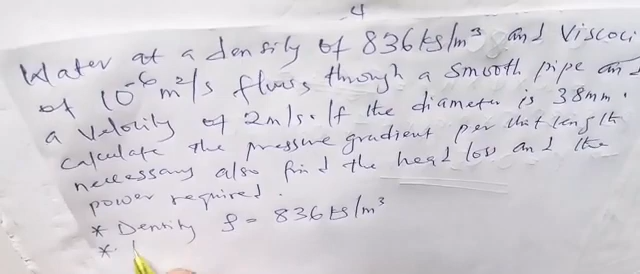 4
Water at a density of 836 kg/m³ and Viscoci
of 10⁻⁶ m²/s flows through a smooth pipe and
a velocity of 2m/s. If the diameter is 38mm.
calculate the pressure gradient per unit length
necessary also find the head loss and the
power required.
* Density ρ = 836 kg/m³
*